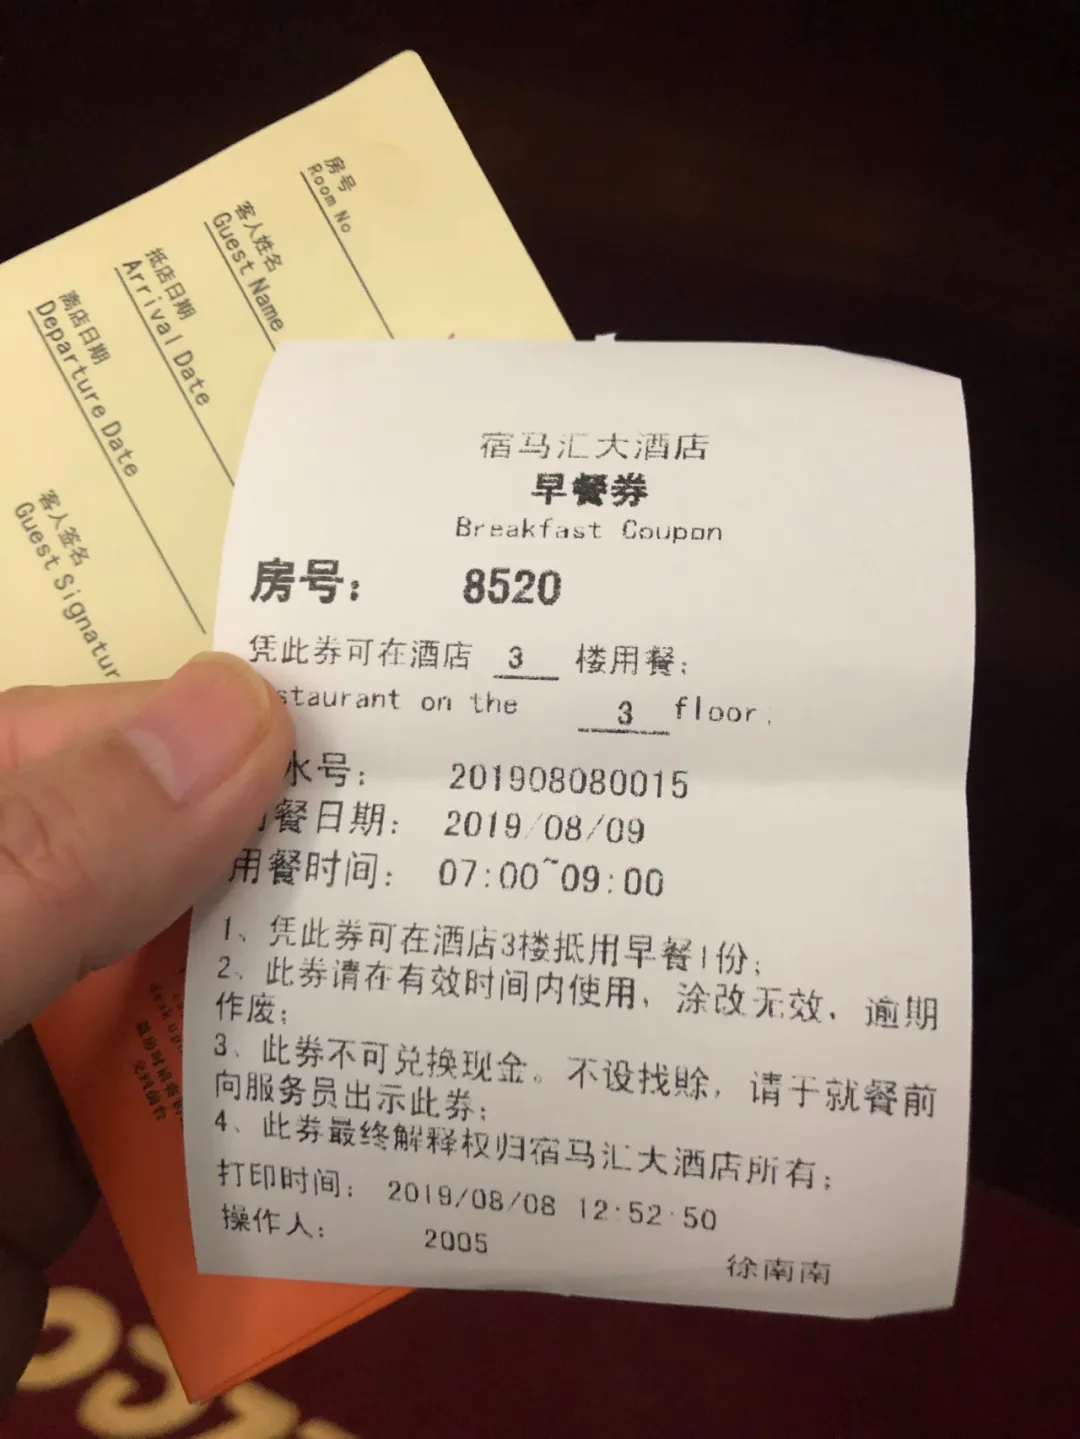 房号
Room No
客人姓名
Guest Name
抵店日期
Arrival Date
离店日期
Departure Date
客人签名
Guest Signatur
宿马汇大酒店
早餐券
Breakfast Coupon
房号： 8520
凭此券可在酒店 3 楼用餐；
staurant on the 3 floor.
水号： 201908080015
餐日期： 2019/08/09
用餐时间： 07:00~09:00
1、凭此券可在酒店3楼抵用早餐1份；
2、此券请在有效时间内使用，涂改无效，逾期
作废；
3、此券不可兑换现金。不设找赊，请于就餐前
向服务员出示此券；
4、此券最终解释权归宿马汇大酒店所有；
打印时间： 2019/08/08 12:52:50
操作人： 2005
徐南南